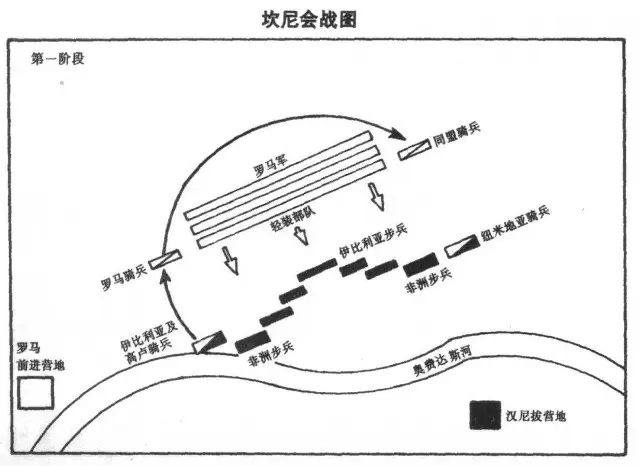 坎尼会战图
第一阶段
同盟骑兵
罗马军
轻装部队
伊比利亚步兵
纽米地亚骑兵
罗马骑兵
非洲步兵
伊比利亚及
高卢骑兵
非洲步兵
罗马
前进营地
奥费达斯河
汉尼拔营地